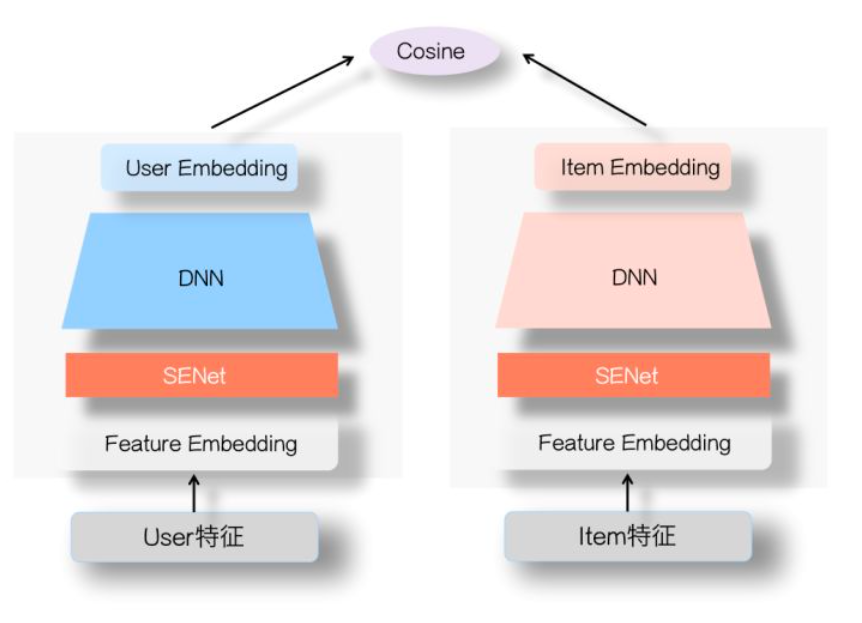 Cosine
User Embedding
DNN
SENet
Feature Embedding
User特征
Item Embedding
DNN
SENet
Feature Embedding
Item特征